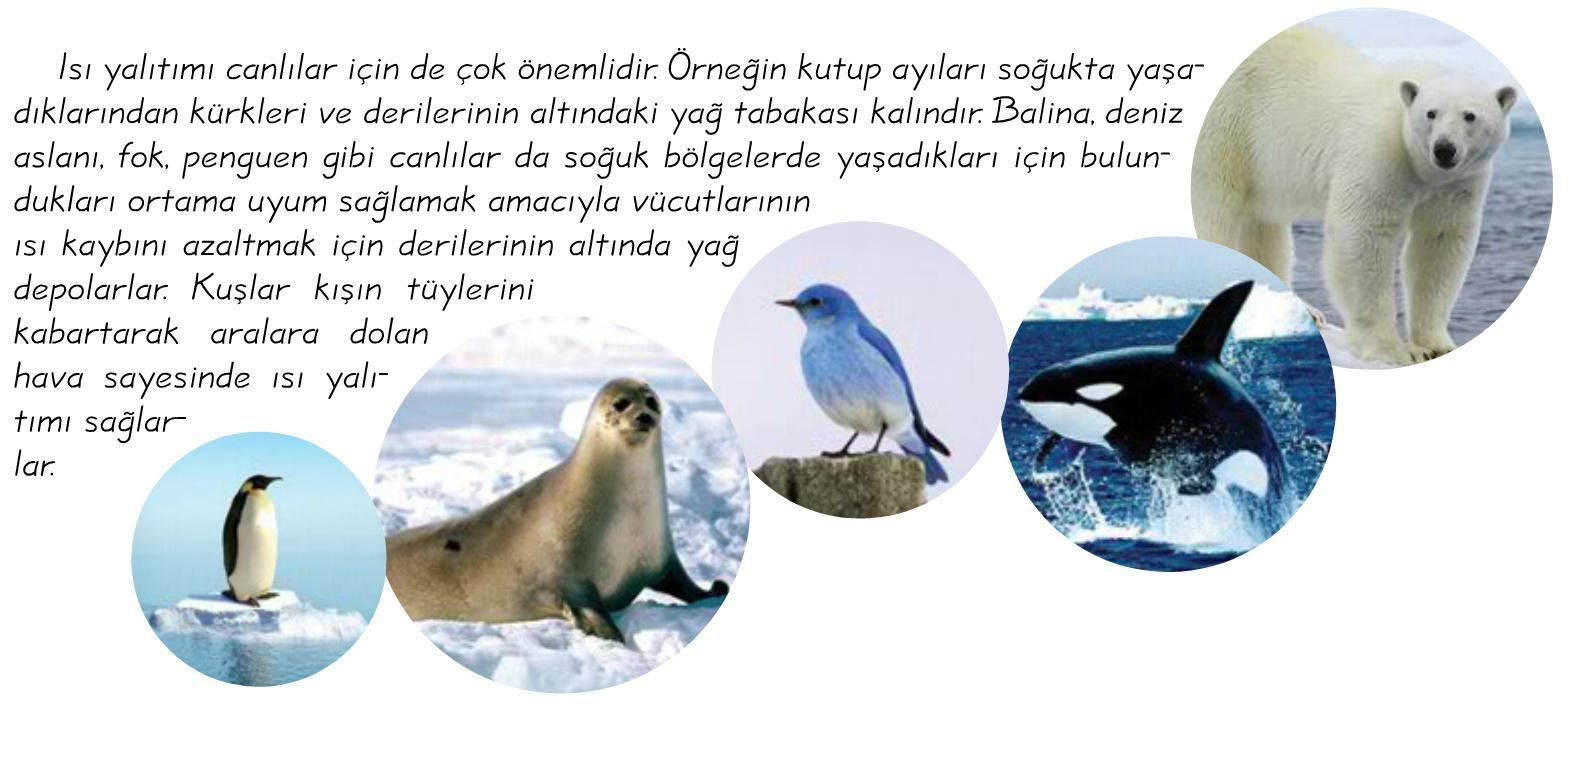 Isı yalıtımı canlılar için de çok önemlidir. Örneğin kutup ayıları soğukta yaşa-
dıklarından kürkleri ve derilerinin altındaki yağ tabakası kalındır. Balina, deniz
aslanı, fok, penguen gibi canlılar da soğuk bölgelerde yaşadıkları için bulun-
dukları ortama uyum sağlamak amacıyla vücutlarının
ısı kaybını azaltmak için derilerinin altında yağ
depolarlar. Kuşlar kışın tüylerini
kabartarak aralara dolan
hava sayesinde ısı yalı-
tımı sağlar-
lar.